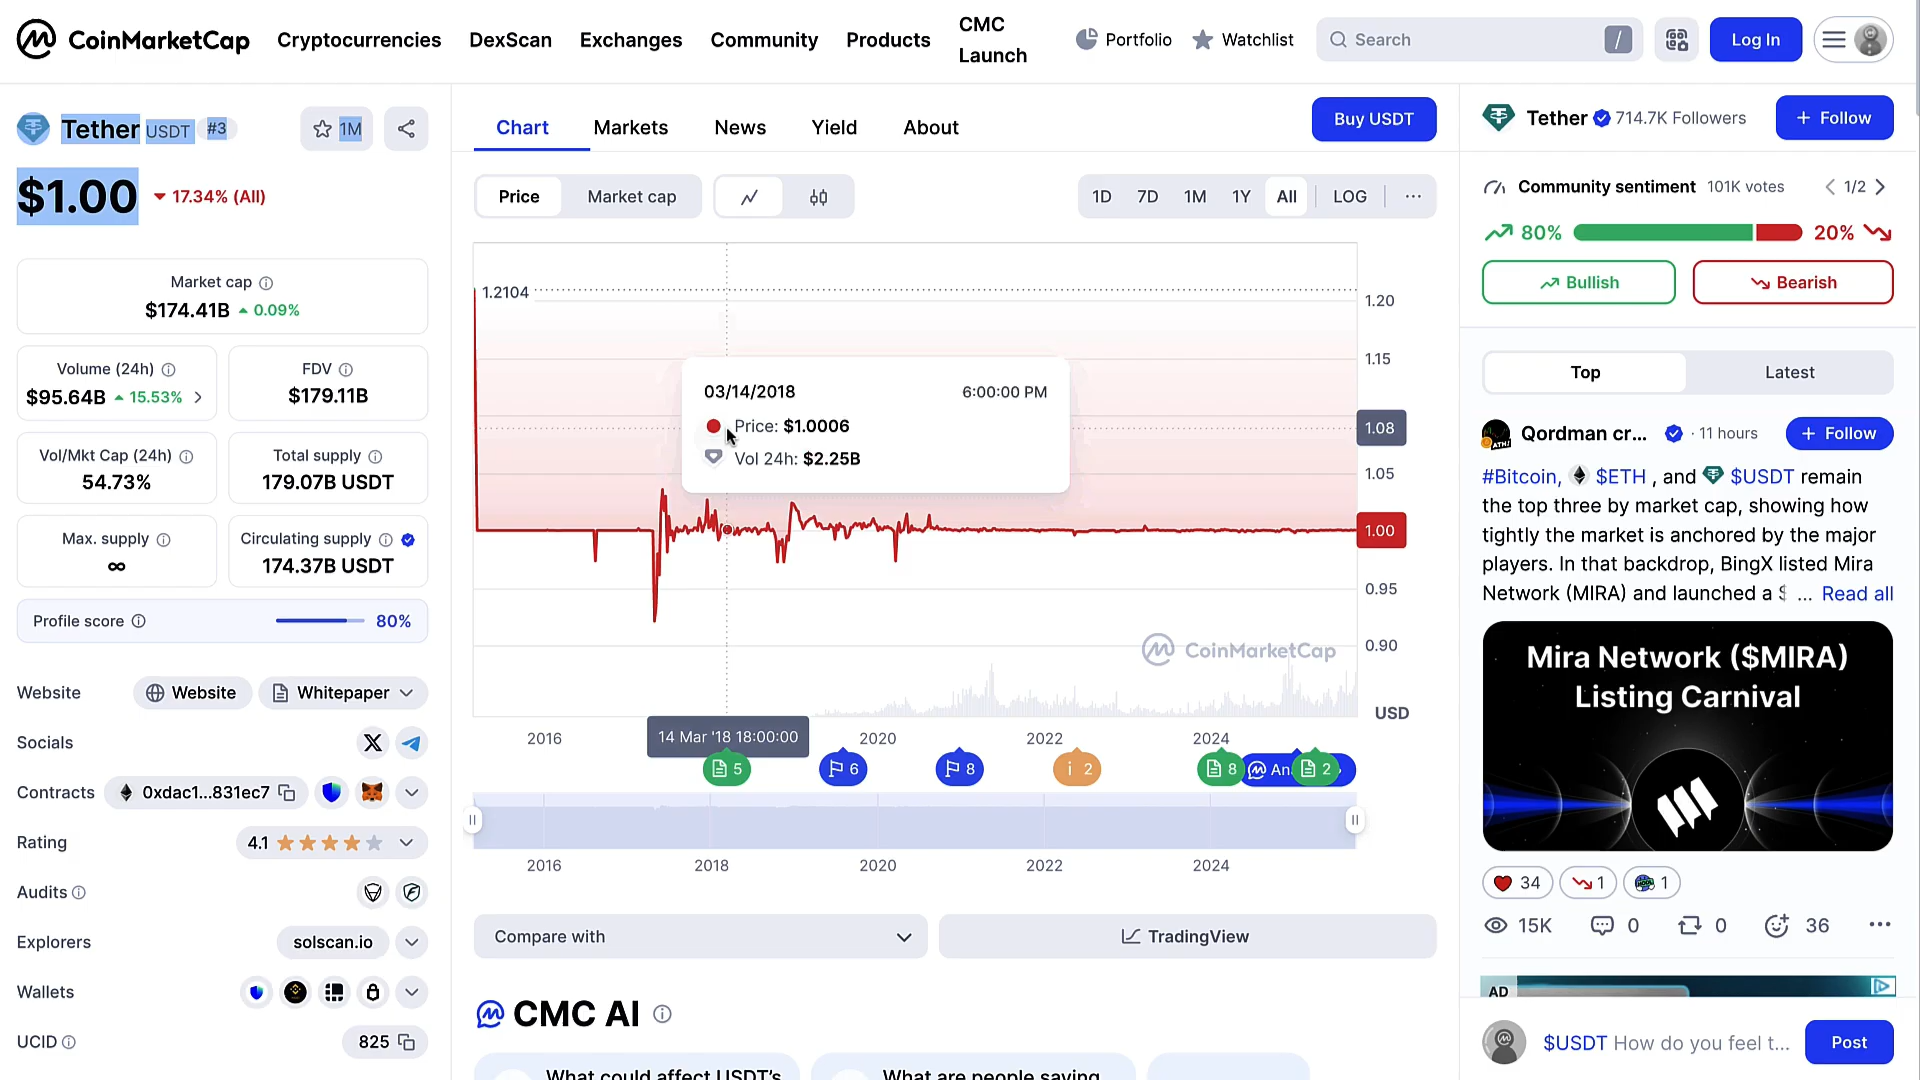 CoinMarketCap
Cryptocurrencies
DexScan
Exchanges
Community
Products
CMC
Launch
Portfolio
Watchlist
Search
/
Log In
Tether USDT #3
1M
$1.00
17.34% (All)
Market cap
$174.41B 0.09%
Volume (24h)
$95.64B 15.53%
FDV
$179.11B
Vol/Mkt Cap (24h)
54.73%
Total supply
179.07B USDT
Max. supply
∞
Circulating supply
174.37B USDT
Profile score
80%
Website
Website
Whitepaper
Socials
Contracts
0xdac1...831ec7
Rating
4.1
Audits
Explorers
solscan.io
Wallets
UCID
825
Chart
Markets
News
Yield
About
Buy USDT
Price
Market cap
1D
7D
1M
1Y
All
LOG
...
1.2104
1.20
1.15
1.08
1.05
1.00
0.95
0.90
03/14/2018
6:00:00 PM
Price: $1.0006
Vol 24h: $2.25B
CoinMarketCap
USD
2016
14 Mar '18 18:00:00
2020
2022
2024
5
6
8
i 2
8
An
2
2016
2018
2020
2022
2024
Compare with
TradingView
CMC AI
What could affect USDT's
What are people saying
Tether
714.7K Followers
+ Follow
Community sentiment
101K votes
1/2
80%
20%
Bullish
Bearish
Top
Latest
Qordman cr...
· 11 hours
+ Follow
#Bitcoin, $ETH , and $USDT remain
the top three by market cap, showing how
tightly the market is anchored by the major
players. In that backdrop, BingX listed Mira
Network (MIRA) and launched a $ ... Read all
Mira Network ($MIRA)
Listing Carnival
34
1
1
15K
0
0
36
...
AD
$USDT How do you feel t...
Post